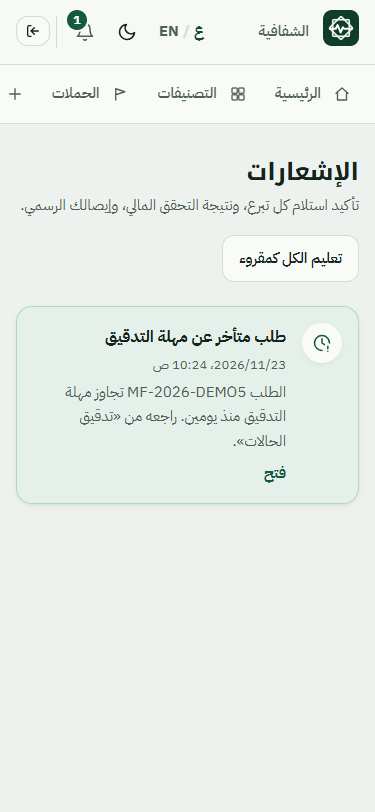 الشفافية
ع / EN
1
الرئيسية
التصنيفات
الحملات
الإشعارات
تأكيد استلام كل تبرع، ونتيجة التحقق المالي، وإيصالك الرسمي.
تعليم الكل كمقروء
طلب متأخر عن مهلة التدقيق
2026/11/23، 10:24 ص
الطلب MF-2026-DEMO5 تجاوز مهلة
التدقيق منذ يومين. راجعه من «تدقيق
الحالات».
فتح